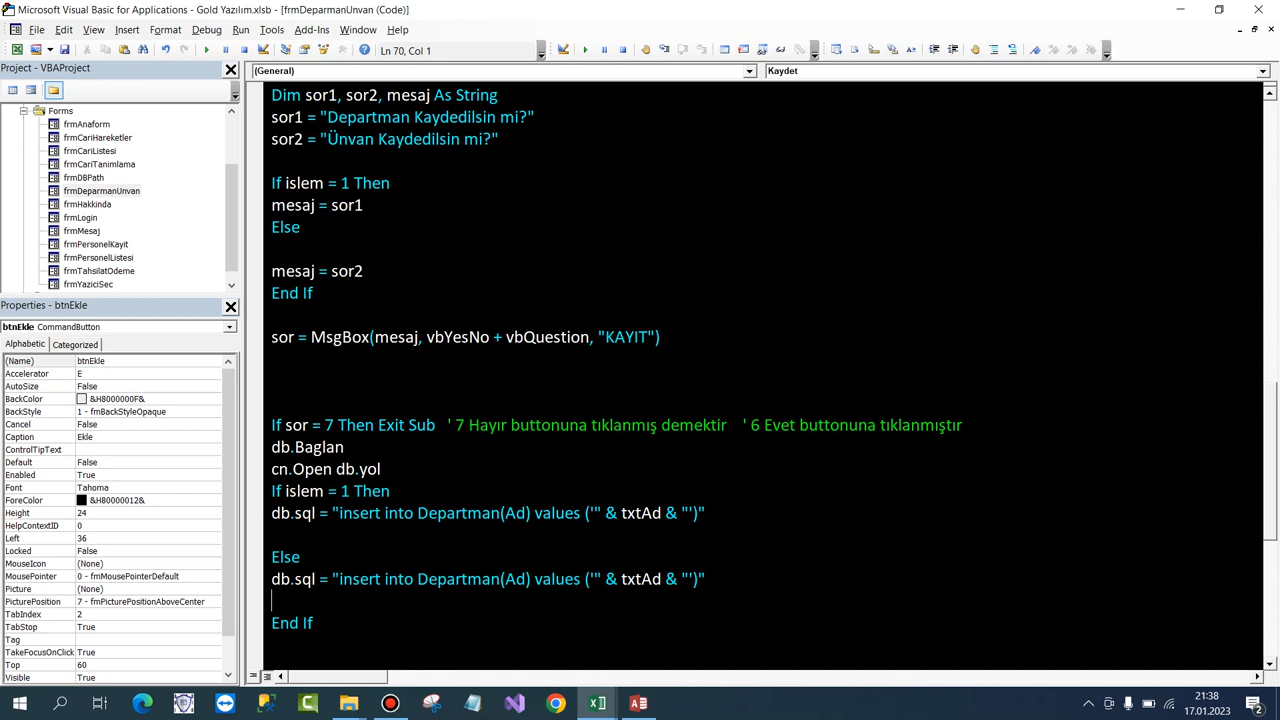 Microsoft Visual Basic for Applications - Gold Yazılım.xlsb - [frmDeparmanUnvan (Code)]
File Edit View Insert Format Debug Run Tools Add-Ins Window Help
Ln 70, Col 1
Project - VBAProject
(General) Kaydet
Forms
frmAnaform
frmCariHareketler
frmCariListesi
frmCariTanimlama
frmDBPath
frmDeparmanUnvan
frmHakkinda
frmLogin
frmMesaj
frmPersonelKayit
frmPersonelListesi
frmTahsilatOdeme
frmYaziciSec
Properties - btnEkle
btnEkle CommandButton
Alphabetic Categorized
(Name) btnEkle
Accelerator E
AutoSize False
BackColor &H8000000F&
BackStyle 1 - fmBackStyleOpaque
Cancel False
Caption Ekle
ControlTipText
Default False
Enabled True
Font Tahoma
ForeColor &H80000012&
Height 24
HelpContextID 0
Left 36
Locked False
MouseIcon (None)
MousePointer 0 - fmMousePointerDefault
Picture (None)
PicturePosition 7 - fmPicturePositionAboveCenter
TabIndex 2
TabStop True
Tag
TakeFocusOnClick True
Top 60
Visible True
Dim sor1, sor2, mesaj As String
sor1 = "Departman Kaydedilsin mi?"
sor2 = "Ünvan Kaydedilsin mi?"
If islem = 1 Then
mesaj = sor1
Else
mesaj = sor2
End If
sor = MsgBox(mesaj, vbYesNo + vbQuestion, "KAYIT")
If sor = 7 Then Exit Sub ' 7 Hayır buttonuna tıklanmış demektir ' 6 Evet buttonuna tıklanmıştır
db.Baglan
cn.Open db.yol
If islem = 1 Then
db.sql = "insert into Departman(Ad) values ('" & txtAd & "')"
Else
db.sql = "insert into Departman(Ad) values ('" & txtAd & "')"
End If
21:38
17.01.2023
2